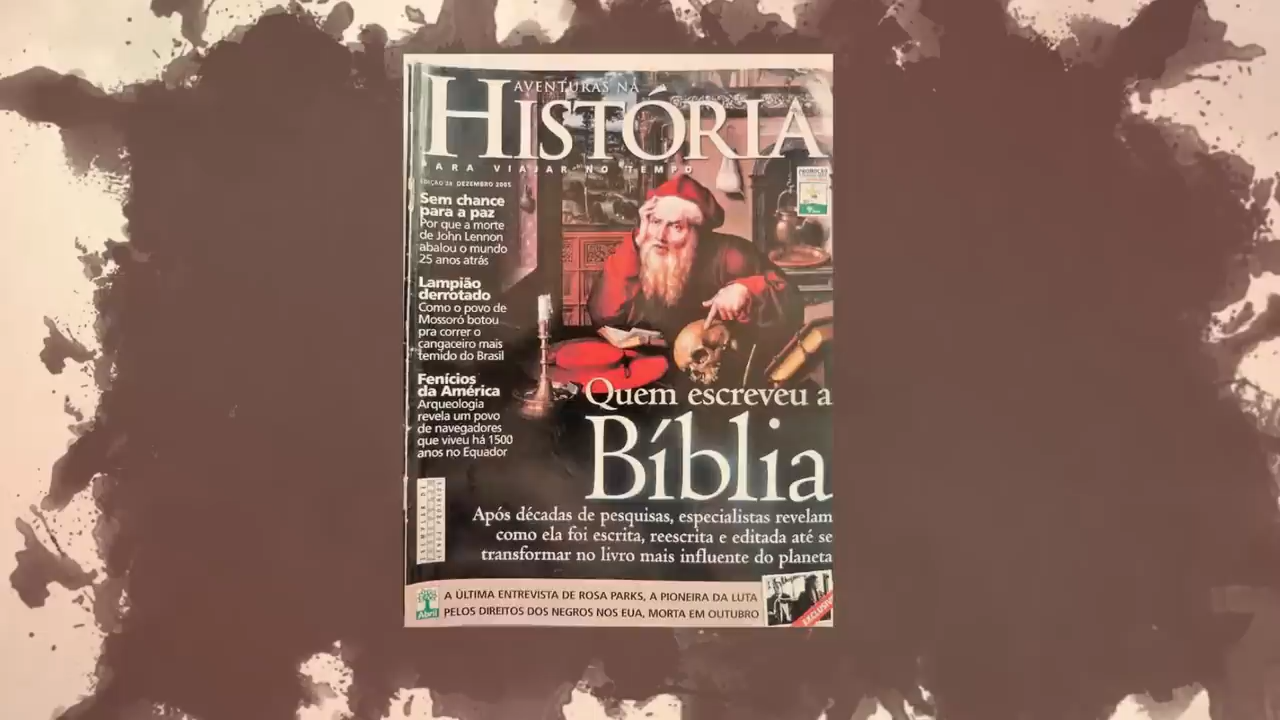 AVENTURAS NA
HISTÓRIA
PARA VIAJAR NO TEMPO
DEZEMBRO 2005
Sem chance
para a paz
Por que a morte
de John Lennon
abalou o mundo
25 anos atrás
Lampião
derrotado
Como o povo de
Mossoró botou
pra correr o
cangaceiro mais
temido do Brasil
Fenícios
da América
Arqueologia
revela um povo
de navegadores
que viveu há 1500
anos no Equador
PROMOÇÃO
Quem escreveu a
Bíblia
Após décadas de pesquisas, especialistas revelam
como ela foi escrita, reescrita e editada até se
transformar no livro mais influente do planeta
Abril
A ÚLTIMA ENTREVISTA DE ROSA PARKS, A PIONEIRA DA LUTA
PELOS DIREITOS DOS NEGROS NOS EUA, MORTA EM OUTUBRO